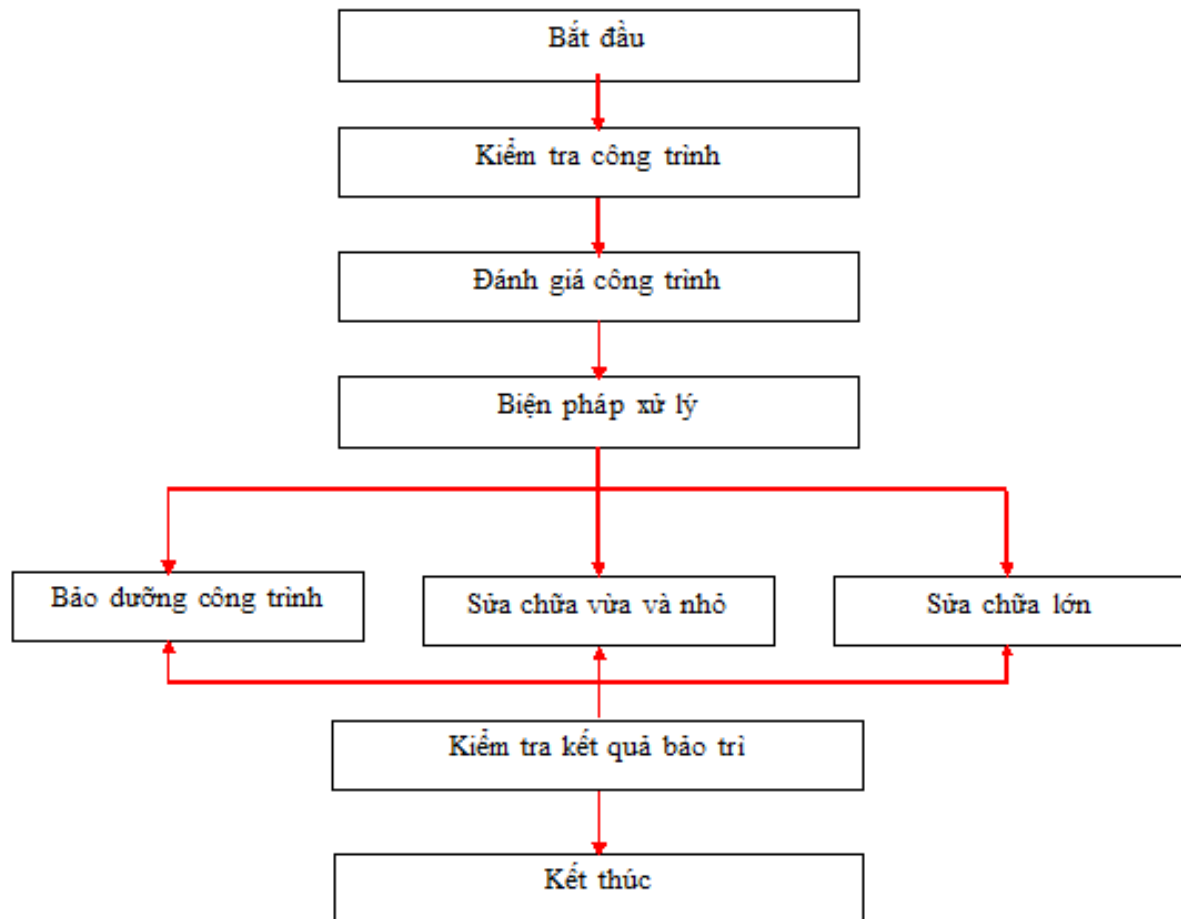 Bắt đầu
Kiểm tra công trình
Đánh giá công trình
Biện pháp xử lý
Bảo dưỡng công trình
Sửa chữa vừa và nhỏ
Sửa chữa lớn
Kiểm tra kết quả bảo trì
Kết thúc